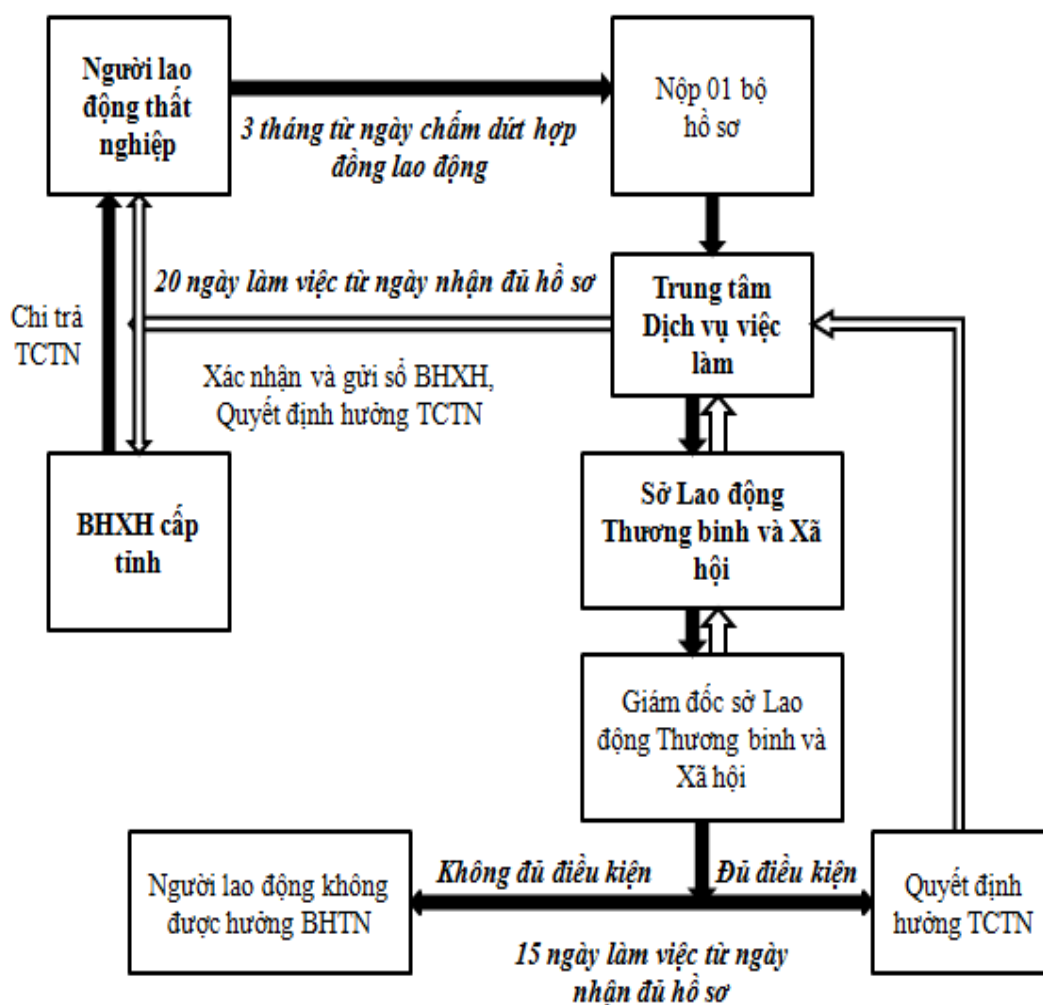 Người lao
động thất
nghiệp
3 tháng từ ngày chấm dứt hợp
đồng lao động
Nộp 01 bộ
hồ sơ
20 ngày làm việc từ ngày nhận đủ hồ sơ
Trung tâm
Dịch vụ việc
làm
Chi trả
TCTN
Xác nhận và gửi sổ BHXH,
Quyết định hưởng TCTN
BHXH cấp
tỉnh
Sở Lao động
Thương binh và Xã
hội
Giám đốc sở Lao
động Thương binh và
Xã hội
Không đủ điều kiện
Đủ điều kiện
Người lao động không
được hưởng BHTN
Quyết định
hưởng TCTN
15 ngày làm việc từ ngày
nhận đủ hồ sơ